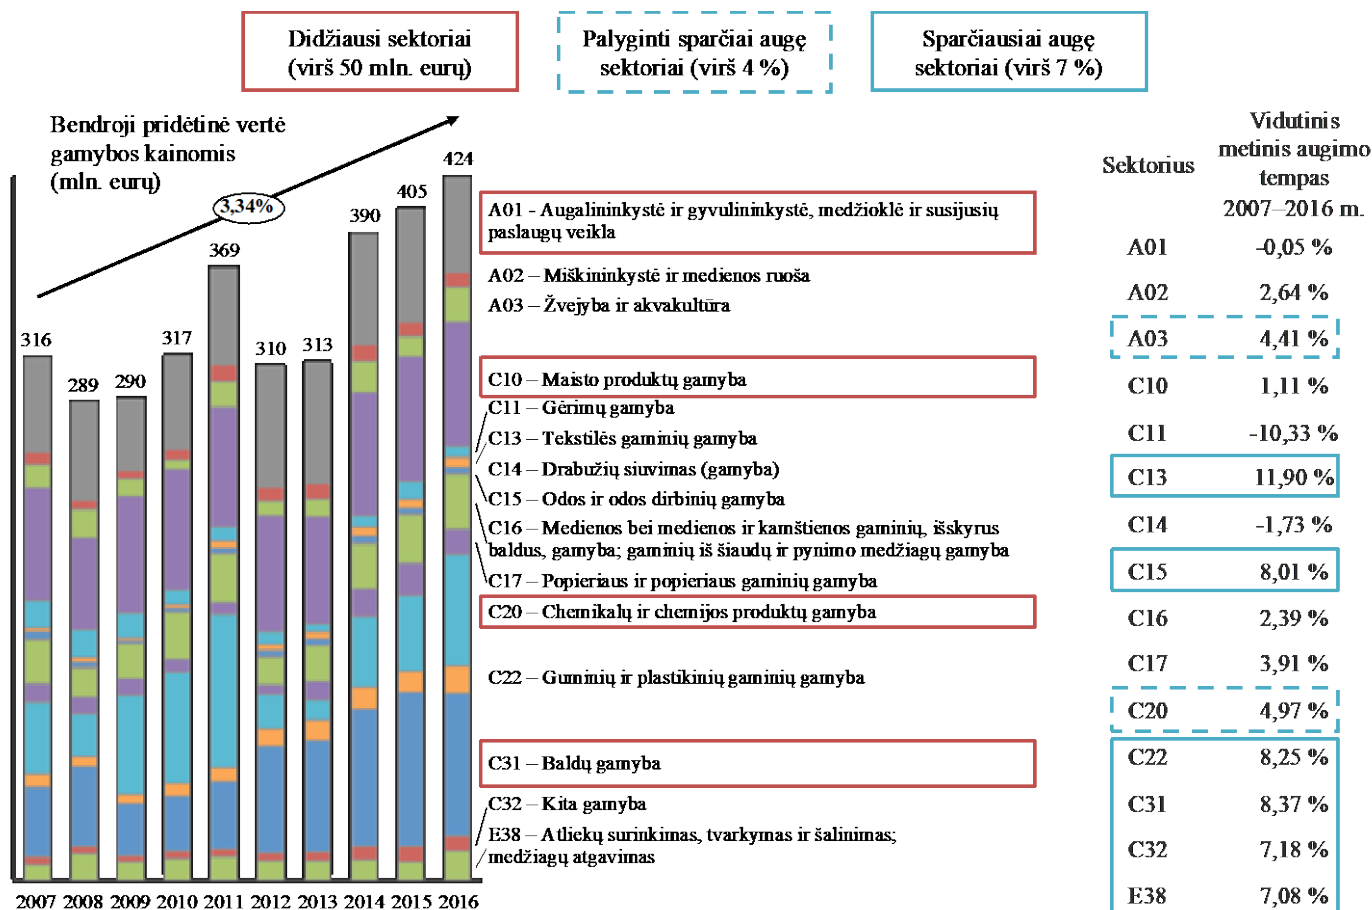 Didžiausi sektoriai
(virš 50 mln. eurų)
Palyginti sparčiai augę
sektoriai (virš 4 %)
Sparčiausiai augę
sektoriai (virš 7 %)
Bendroji pridėtinė vertė
gamybos kainomis
(mln. eurų)
3,34%
316
289
290
317
369
310
313
390
405
424
2007 2008 2009 2010 2011 2012 2013 2014 2015 2016
A01 - Augalininkystė ir gyvulininkystė, medžioklė ir susijusių
paslaugų veikla
A02 – Miškininkystė ir medienos ruoša
A03 – Žvejyba ir akvakultūra
C10 – Maisto produktų gamyba
C11 – Gėrimų gamyba
C13 – Tekstilės gaminių gamyba
C14 – Drabužių siuvimas (gamyba)
C15 – Odos ir odos dirbinių gamyba
C16 – Medienos bei medienos ir kamštienos gaminių, išskyrus
baldus, gamyba; gaminių iš šiaudų ir pynimo medžiagų gamyba
C17 – Popieriaus ir popieriaus gaminių gamyba
C20 – Chemikalų ir chemijos produktų gamyba
C22 – Guminių ir plastikinių gaminių gamyba
C31 – Baldų gamyba
C32 – Kita gamyba
E38 – Atliekų surinkimas, tvarkymas ir šalinimas;
medžiagų atgavimas
Sektorius
Vidutinis
metinis augimo
tempas
2007–2016 m.
A01 -0,05 %
A02 2,64 %
A03 4,41 %
C10 1,11 %
C11 -10,33 %
C13 11,90 %
C14 -1,73 %
C15 8,01 %
C16 2,39 %
C17 3,91 %
C20 4,97 %
C22 8,25 %
C31 8,37 %
C32 7,18 %
E38 7,08 %